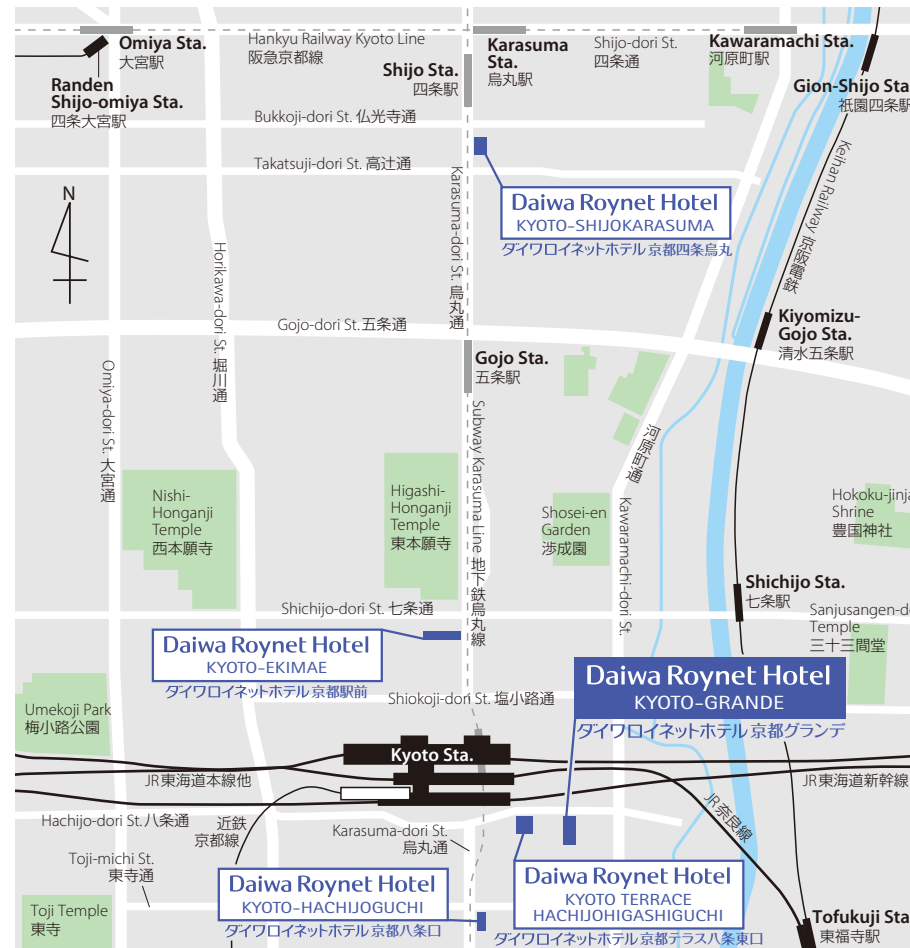 Omiya Sta.
大宮駅
Randen
Shijo-omiya Sta.
四条大宮駅
Hankyu Railway Kyoto Line
阪急京都線
Shijo Sta.
四条駅
Karasuma
Sta.
烏丸駅
Shijo-dori St.
四条通
Kawaramachi Sta.
河原町駅
Gion-Shijo Sta
祇園四条駅
Bukkoji-dori St. 仏光寺通
Takatsuji-dori St. 高辻通
Keihan Railway 京阪電鉄
N
Daiwa Roynet Hotel
KYOTO-SHIJOKARASUMA
ダイワロイネットホテル 京都四条烏丸
Karasuma-dori St. 烏丸通
Horikawa-dori St. 堀川通
Gojo-dori St. 五条通
Kiyomizu-
Gojo Sta.
清水五条駅
Gojo Sta.
五条駅
Omiya-dori St. 大宮通
Subway Karasuma Line 地下鉄烏丸線
河原町通
Kawaramachi-dori St.
Nishi-
Honganji
Temple
西本願寺
Higashi-
Honganji
Temple
東本願寺
Shosei-en
Garden
渉成園
Hokoku-jinja
Shrine
豊国神社
Shichijo Sta.
七条駅
Shichijo-dori St. 七条通
Sanjusangen-d
Temple
三十三間堂
Daiwa Roynet Hotel
KYOTO-EKIMAE
ダイワロイネットホテル 京都駅前
Daiwa Roynet Hotel
KYOTO-GRANDE
ダイワロイネットホテル 京都グランデ
Shiokoji-dori St. 塩小路通
Umekoji Park
梅小路公園
Kyoto Sta.
JR東海道本線他
JR東海道新幹線
JR奈良線
Hachijo-dori St. 八条通
近鉄
京都線
Karasuma-dori St.
烏丸通
Toji-michi St.
東寺通
Daiwa Roynet Hotel
KYOTO-HACHIJOGUCHI
ダイワロイネットホテル 京都八条口
Daiwa Roynet Hotel
KYOTO TERRACE
HACHIJOHIGASHIGUCHI
ダイワロイネットホテル 京都テラス八条東口
Toji Temple
東寺
Tofukuji Sta
東福寺駅